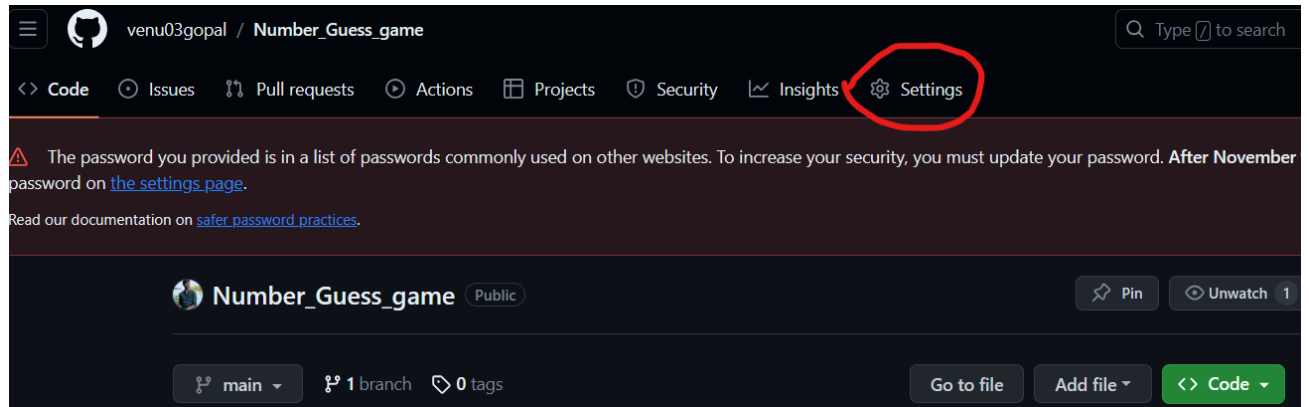 venu03gopal / Number_Guess_game
Type / to search
Code Issues Pull requests Actions Projects Security Insights Settings
The password you provided is in a list of passwords commonly used on other websites. To increase your security, you must update your password. After November
password on the settings page.
Read our documentation on safer password practices.
Number_Guess_game Public
Pin Unwatch 1
main 1 branch 0 tags
Go to file Add file Code